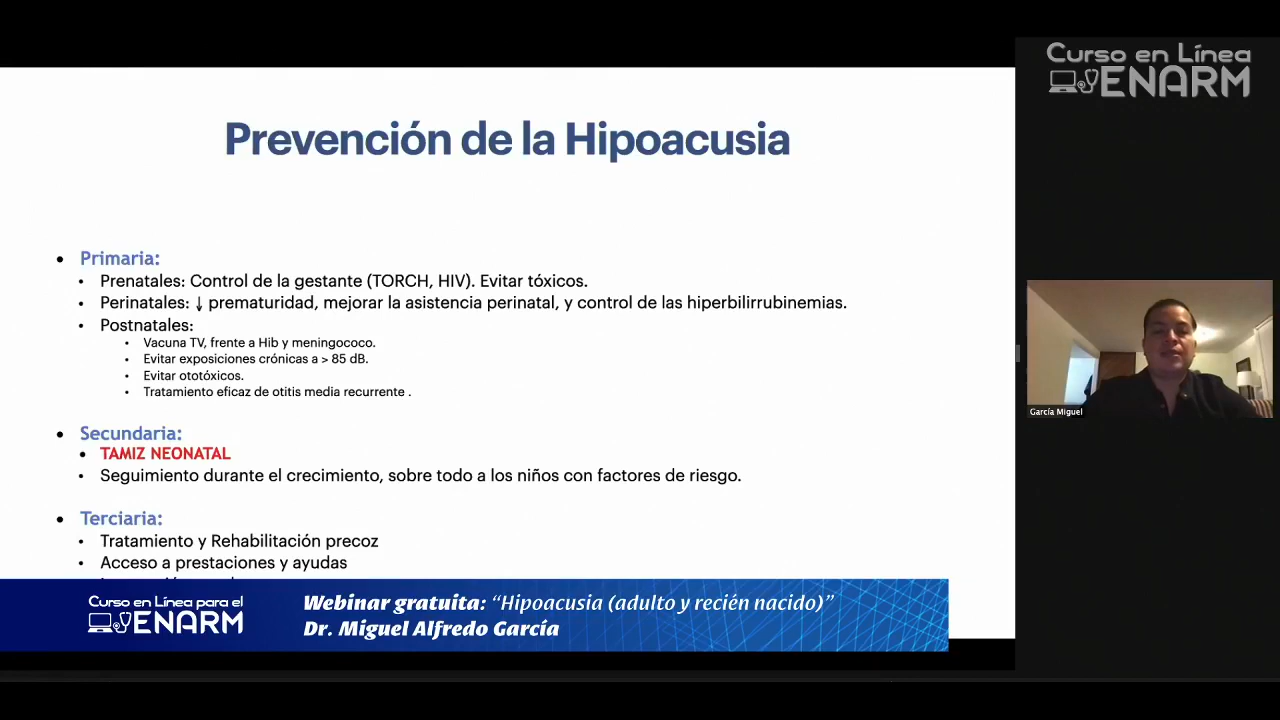 Curso en Línea
ENARM
Prevención de la Hipoacusia
• Primaria:
• Prenatales: Control de la gestante (TORCH, HIV). Evitar tóxicos.
• Perinatales: ↓ prematuridad, mejorar la asistencia perinatal, y control de las hiperbilirrubinemias.
• Postnatales:
• Vacuna TV, frente a Hib y meningococo.
• Evitar exposiciones crónicas a > 85 dB.
• Evitar ototóxicos.
• Tratamiento eficaz de otitis media recurrente .
García Miguel
• Secundaria:
• TAMIZ NEONATAL
• Seguimiento durante el crecimiento, sobre todo a los niños con factores de riesgo.
• Terciaria:
• Tratamiento y Rehabilitación precoz
• Acceso a prestaciones y ayudas
Curso en Línea para el
ENARM
Webinar gratuita: “Hipoacusia (adulto y recién nacido)”
Dr. Miguel Alfredo García